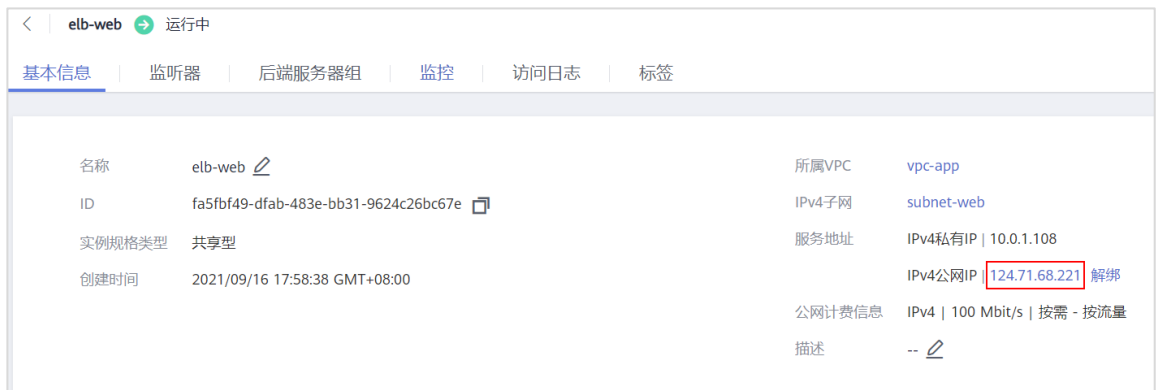 elb-web 运行中
基本信息 监听器 后端服务器组 监控 访问日志 标签
名称 elb-web
ID fa5fbf49-dfab-483e-bb31-9624c26bc67e
实例规格类型 共享型
创建时间 2021/09/16 17:58:38 GMT+08:00
所属VPC vpc-app
IPv4子网 subnet-web
服务地址 IPv4私有IP | 10.0.1.108
IPv4公网IP | 124.71.68.221 解绑
公网计费信息 IPv4 | 100 Mbit/s | 按需 - 按流量
描述 --